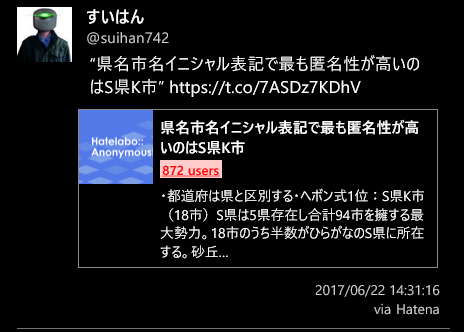 すいはん
@suihan742
“県名市名イニシャル表記で最も匿名性が高いの
はS県K市” https://t.co/7ASDz7KDhV
Hatelabo::
Anonymous
県名市名イニシャル表記で最も匿名性が高
いのはS県K市
872 users
・都道府は県と区別する・ヘボン式1位：S県K市
（18市）S県は5県存在し合計94市を擁する最
大勢力。18市のうち半数がひらがなのS県に所在
する。砂丘...
2017/06/22 14:31:16
via Hatena